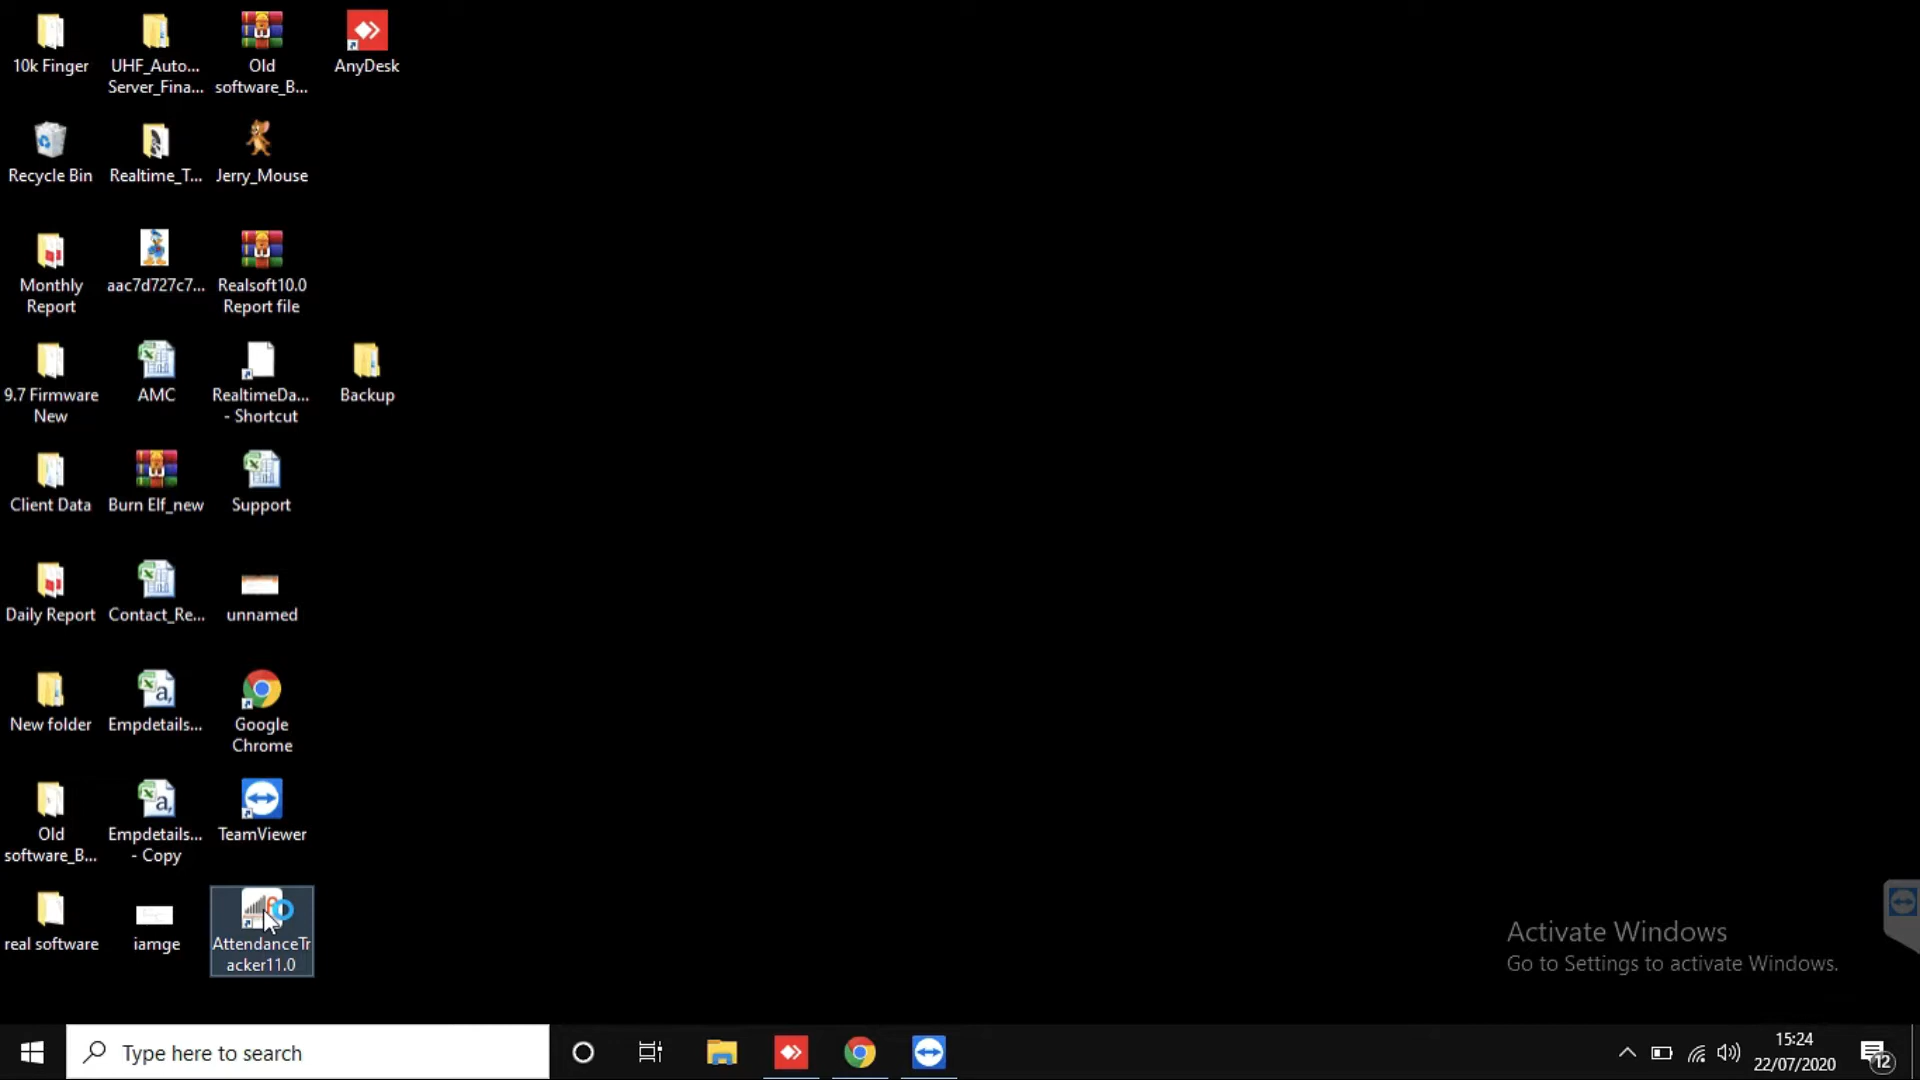 10k Finger
UHF_Auto...
Server_Fina...
Old
software_B...
AnyDesk
Recycle Bin
Realtime_T...
Jerry_Mouse
Monthly
Report
aac7d727c7...
Realsoft10.0
Report file
9.7 Firmware
New
AMC
RealtimeDa...
- Shortcut
Backup
Client Data
Burn Elf_new
Support
Daily Report
Contact_Re...
unnamed
New folder
Empdetails...
Google
Chrome
Old
software_B...
Empdetails...
- Copy
TeamViewer
real software
iamge
AttendanceTr
acker11.0
Activate Windows
Go to Settings to activate Windows.
Type here to search
15:24
22/07/2020
12